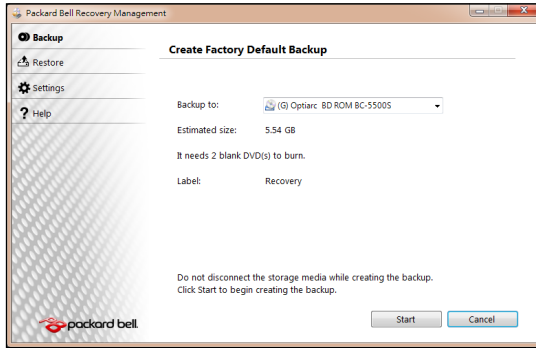 Packard Bell Recovery Management
Backup
Restore
Settings
Help
Create Factory Default Backup
Backup to: (G) Optiarc BD ROM BC-5500S
Estimated size: 5.54 GB
It needs 2 blank DVD(s) to burn.
Label: Recovery
Do not disconnect the storage media while creating the backup.
Click Start to begin creating the backup.
Start Cancel
packard bell